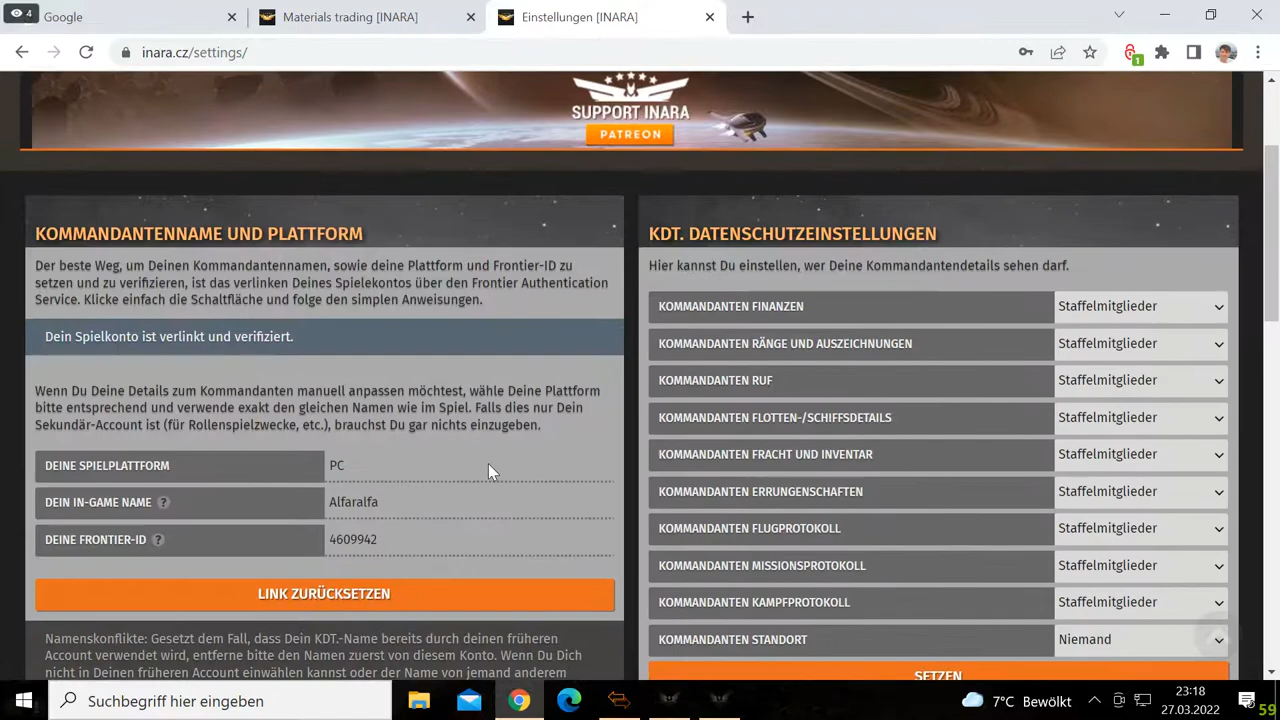 4
Google
Materials trading [INARA]
Einstellungen [INARA]
inara.cz/settings/
1
SUPPORT INARA
PATREON
KOMMANDANTENNAME UND PLATTFORM
Der beste Weg, um Deinen Kommandantennamen, sowie deine Plattform und Frontier-ID zu
setzen und zu verifizieren, ist das verlinken Deines Spielekontos über den Frontier Authentication
Service. Klicke einfach die Schaltfläche und folge den simplen Anweisungen.
Dein Spielkonto ist verlinkt und verifiziert.
Wenn Du Deine Details zum Kommandanten manuell anpassen möchtest, wähle Deine Plattform
bitte entsprechend und verwende exakt den gleichen Namen wie im Spiel. Falls dies nur Dein
Sekundär-Account ist (für Rollenspielzwecke, etc.), brauchst Du gar nichts einzugeben.
DEINE SPIELPLATTFORM PC
DEIN IN-GAME NAME ? Alfaralfa
DEINE FRONTIER-ID ? 4609942
LINK ZURÜCKSETZEN
Namenskonflikte: Gesetzt dem Fall, dass Dein KDT.-Name bereits durch deinen früheren
Account verwendet wird, entferne bitte den Namen zuerst von diesem Konto. Wenn Du Dich
nicht in Deinen früheren Account einwählen kannst oder der Name von jemand anderem
KDT. DATENSCHUTZEINSTELLUNGEN
Hier kannst Du einstellen, wer Deine Kommandantendetails sehen darf.
KOMMANDANTEN FINANZEN Staffelmitglieder
KOMMANDANTEN RÄNGE UND AUSZEICHNUNGEN Staffelmitglieder
KOMMANDANTEN RUF Staffelmitglieder
KOMMANDANTEN FLOTTEN-/SCHIFFSDETAILS Staffelmitglieder
KOMMANDANTEN FRACHT UND INVENTAR Staffelmitglieder
KOMMANDANTEN ERRUNGENSCHAFTEN Staffelmitglieder
KOMMANDANTEN FLUGPROTOKOLL Staffelmitglieder
KOMMANDANTEN MISSIONSPROTOKOLL Staffelmitglieder
KOMMANDANTEN KAMPFPROTOKOLL Staffelmitglieder
KOMMANDANTEN STANDORT Niemand
SETZEN
Suchbegriff hier eingeben
7°C Bewölkt
23:18
27.03.2022
59